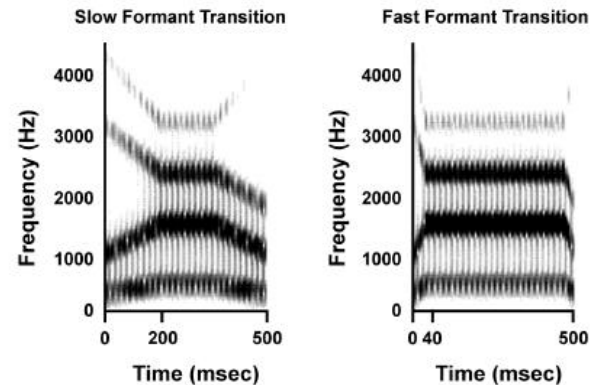 Slow Formant Transition
Frequency (Hz)
4000
3000
2000
1000
0
0 200 500
Time (msec)
Fast Formant Transition
Frequency (Hz)
4000
3000
2000
1000
0
0 40 500
Time (msec)